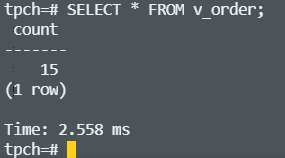 tpch=# SELECT * FROM v_order;
 count
-------
    15
(1 row)

Time: 2.558 ms
tpch=#